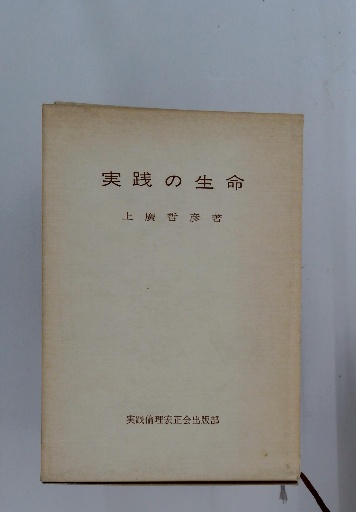 実践の生命
上廣哲彦著
実践倫理宏正会出版部